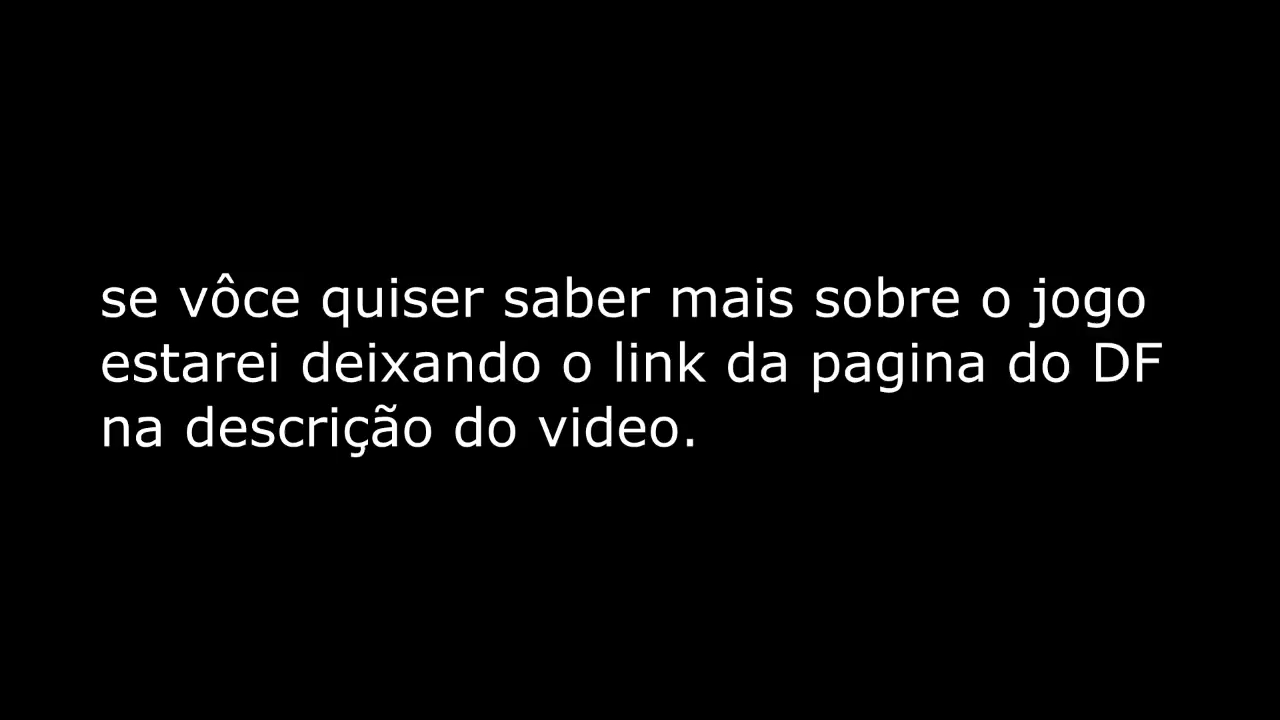 se vôce quiser saber mais sobre o jogo
estarei deixando o link da pagina do DF
na descrição do video.